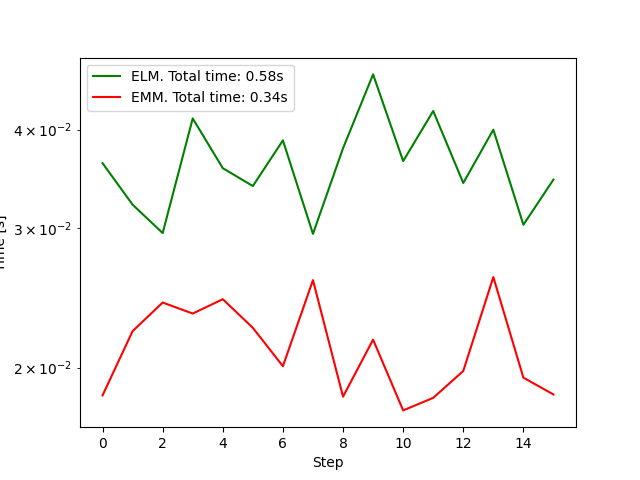 ELM. Total time: 0.58s
EMM. Total time: 0.34s
4 × 10⁻²
3 × 10⁻²
2 × 10⁻²
0 2 4 6 8 10 12 14
Step